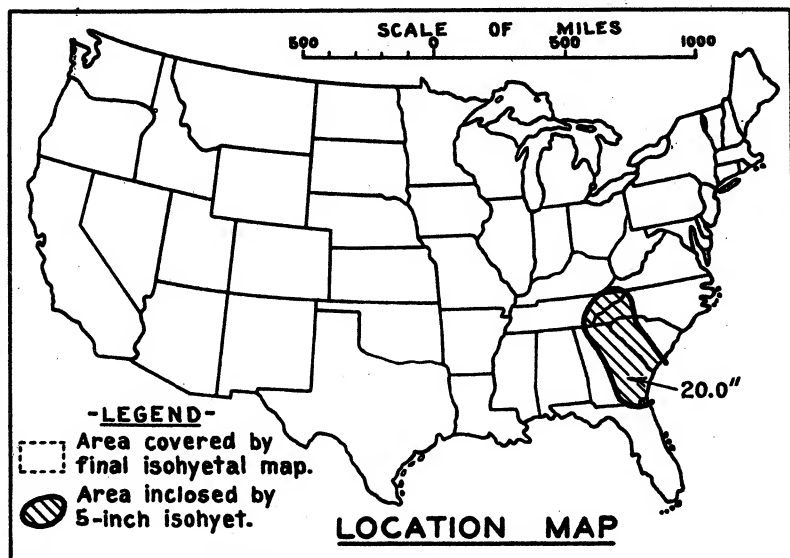 SCALE OF MILES
500 0 500 1000
20.0"
-LEGEND-
Area covered by
final isohyetal map.
Area inclosed by
5-inch isohyet.
LOCATION MAP